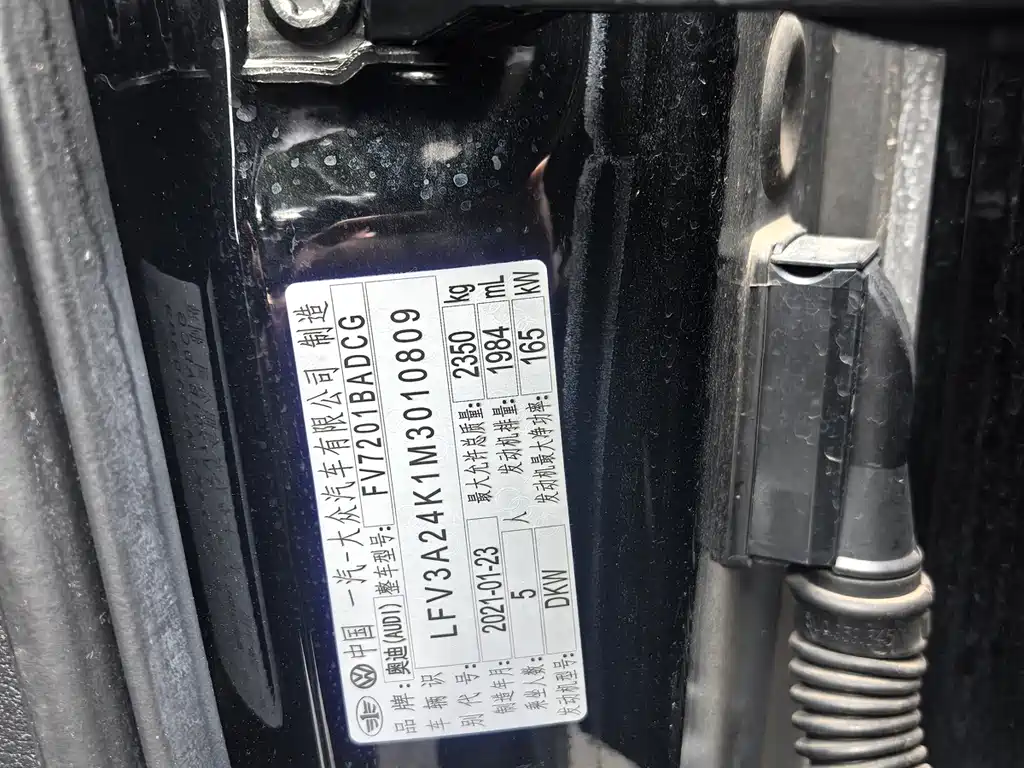 中国 一汽-大众汽车有限公司 制造
品牌: 奥迪(AUDI) 整车型号: FV7201BADCG
车辆识别代号: LFV3A24K1M3010809
制造年月: 2021-01-23 最大允许总质量: 2350 kg
乘坐人数: 5 人 发动机排量: 1984 mL
发动机型号: DKW 发动机最大净功率: 165 kW